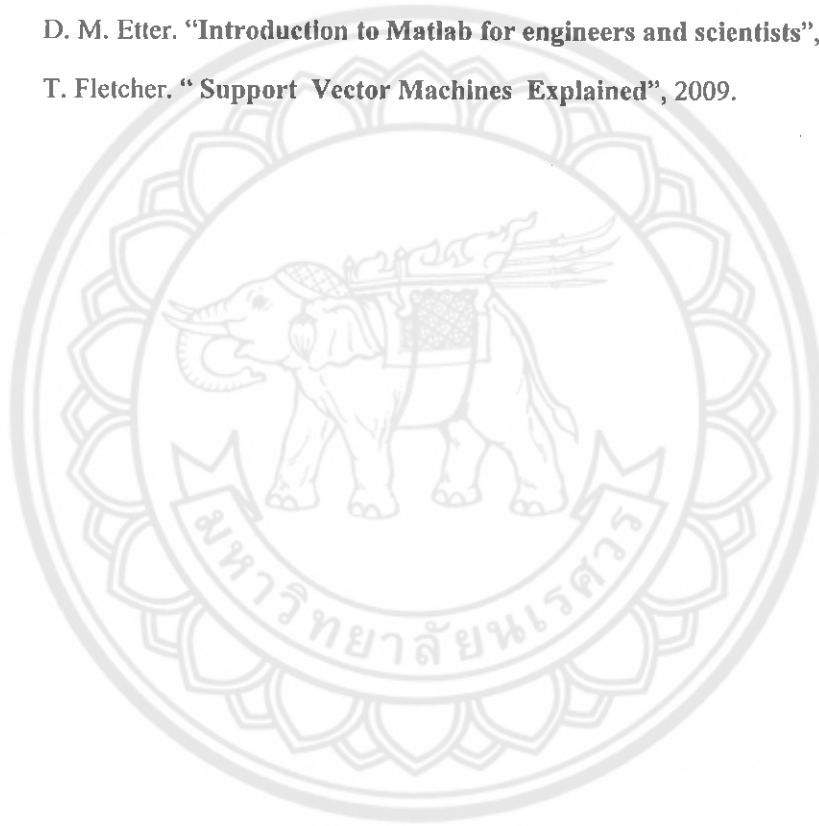 D. M. Etter. “Introduction to Matlab for engineers and scientists”,
T. Fletcher. “ Support Vector Machines Explained”, 2009.
มหาวิทยาลัยนเรศวร